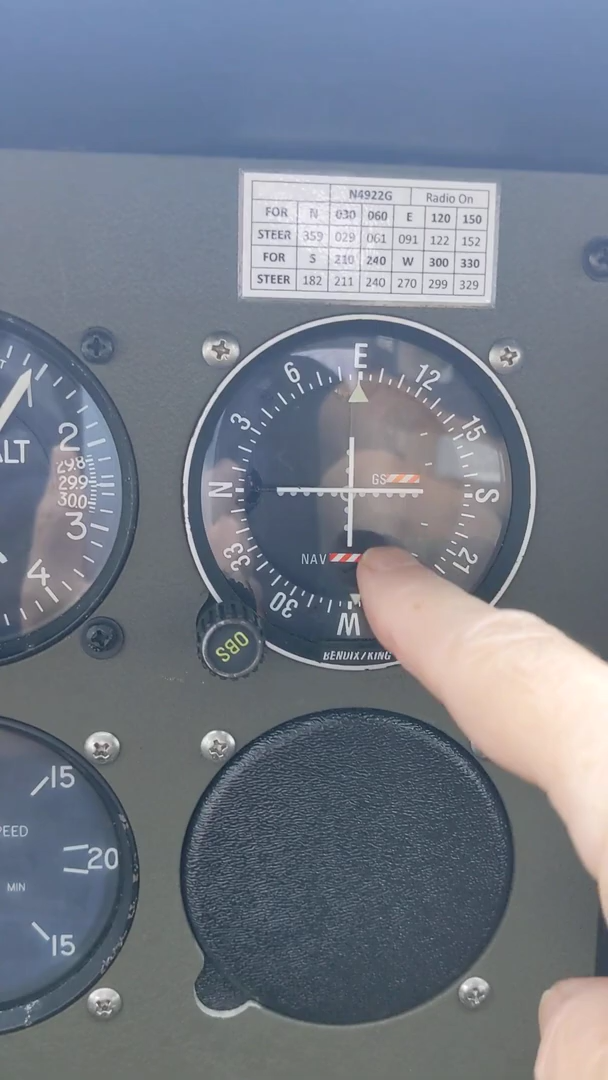 N4922G Radio On
FOR N 030 060 E 120 150
STEER 359 029 061 091 122 152
FOR S 210 240 W 300 330
STEER 182 211 240 270 299 329
ALT
2
29.8
29.9
30.0
3
4
E
12
15
S
21
W
30
33
N
3
6
GS
NAV
OBS
BENDIX/KING
15
20
MIN
15